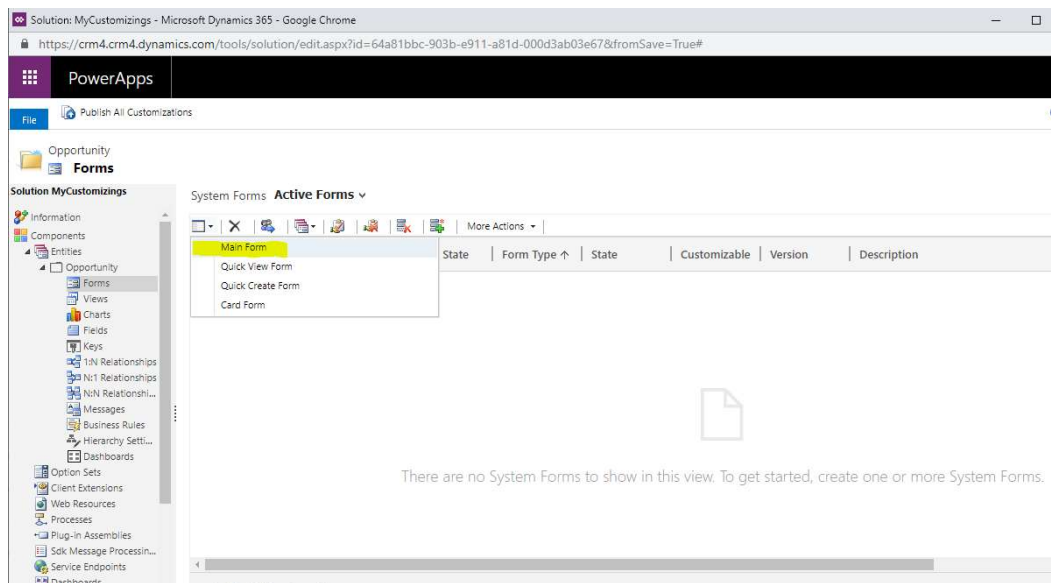 Solution: MyCustomizings - Microsoft Dynamics 365 - Google Chrome
https://crm4.crm4.dynamics.com/tools/solution/edit.aspx?id=64a81bbc-903b-e911-a81d-000d3ab03e67&fromSave=True#
PowerApps
File Publish All Customizations
Opportunity
Forms
Solution MyCustomizings
System Forms Active Forms
Information
Components
Entities
Opportunity
Forms
Views
Charts
Fields
Keys
1:N Relationships
N:1 Relationships
N:N Relationshi...
Messages
Business Rules
Hierarchy Setti...
Dashboards
Option Sets
Client Extensions
Web Resources
Processes
Plug-in Assemblies
Sdk Message Processin...
Service Endpoints
Dashboards
More Actions
Main Form
Quick View Form
Quick Create Form
Card Form
State Form Type ↑ State Customizable Version Description
There are no System Forms to show in this view. To get started, create one or more System Forms.